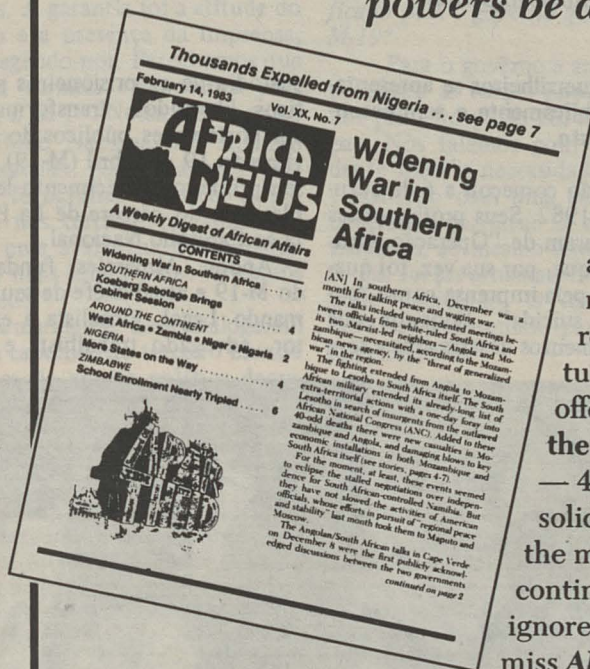 powers be a
Thousands Expelled from Nigeria . . . see page 7
February 14, 1983
Vol. XX, No. 7
AFRICA
NEWS
A Weekly Digest of African Affairs
CONTENTS
Widening War in Southern Africa
SOUTHERN AFRICA
Koeberg Sabotage Brings
Cabinet Session
AROUND THE CONTINENT
West Africa • Zambia • Niger • Nigeria 2
NIGERIA
More States on the Way ........ 4
ZIMBABWE
School Enrollment Nearly Tripled .... 6
Widening
War in
Southern
Africa
[AN] In southern Africa, December was a
month for talking peace and waging war.
The talk included unprecedented meetings be-
tween officials from white-ruled South Africa and
its two Marxist-led neighbors — Angola and Mo-
zambique — necessitated, according to the Mozam-
bican news agency, by the "threat of generalized
war" in the region.
The fighting extended from Angola to Mozam-
bique to Lesotho to South Africa itself. The South
African military extended its already-long list of
extra-territorial actions with a one-day foray into
Lesotho in search of insurgents from the outlawed
African National Congress (ANC). Added to these
40-odd deaths there were new casualties in Mo-
zambique and Angola, and damaging blows to key
economic installations in both Mozambique and
South Africa itself (see stories, pages 4-7).
For the moment, at least, these events seemed
to eclipse the stalled negotiations over indepen-
dence for South African-controlled Namibia. But
they have not slowed the activities of American
officials, whose efforts in pursuit of "regional peace
and stability" last month took them to Maputo and
Moscow.
The Angolan/South African talks in Cape Verde
on December 8 were the first publicly acknowl-
edged discussions between the two governments
continued on page 2
tu
offe
the
— 4
solic
the m
contin
ignore
miss